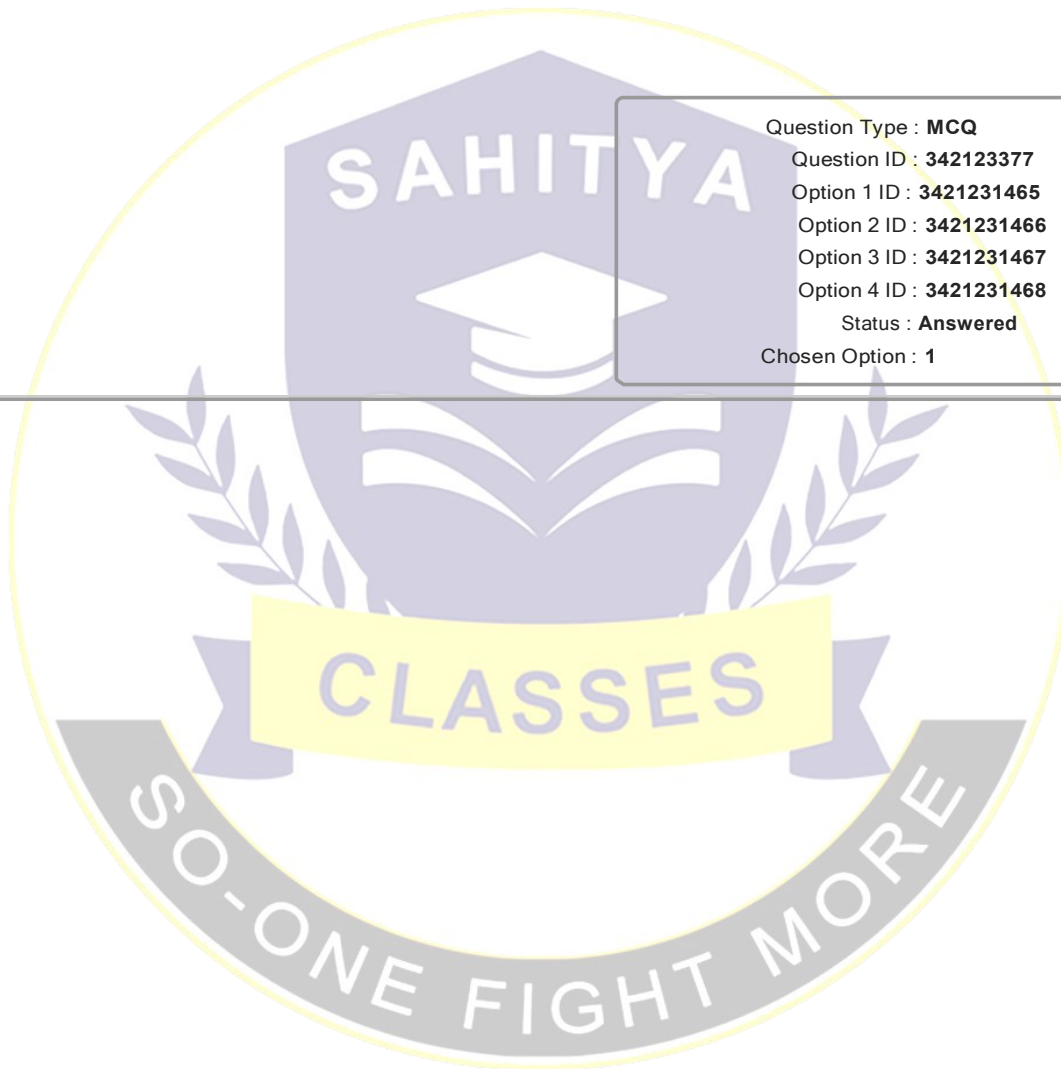 SAHITYA
Question Type : MCQ
Question ID : 342123377
Option 1 ID : 3421231465
Option 2 ID : 3421231466
Option 3 ID : 3421231467
Option 4 ID : 3421231468
Status : Answered
Chosen Option : 1
CLASSES
SO-ONE FIGHT MORE